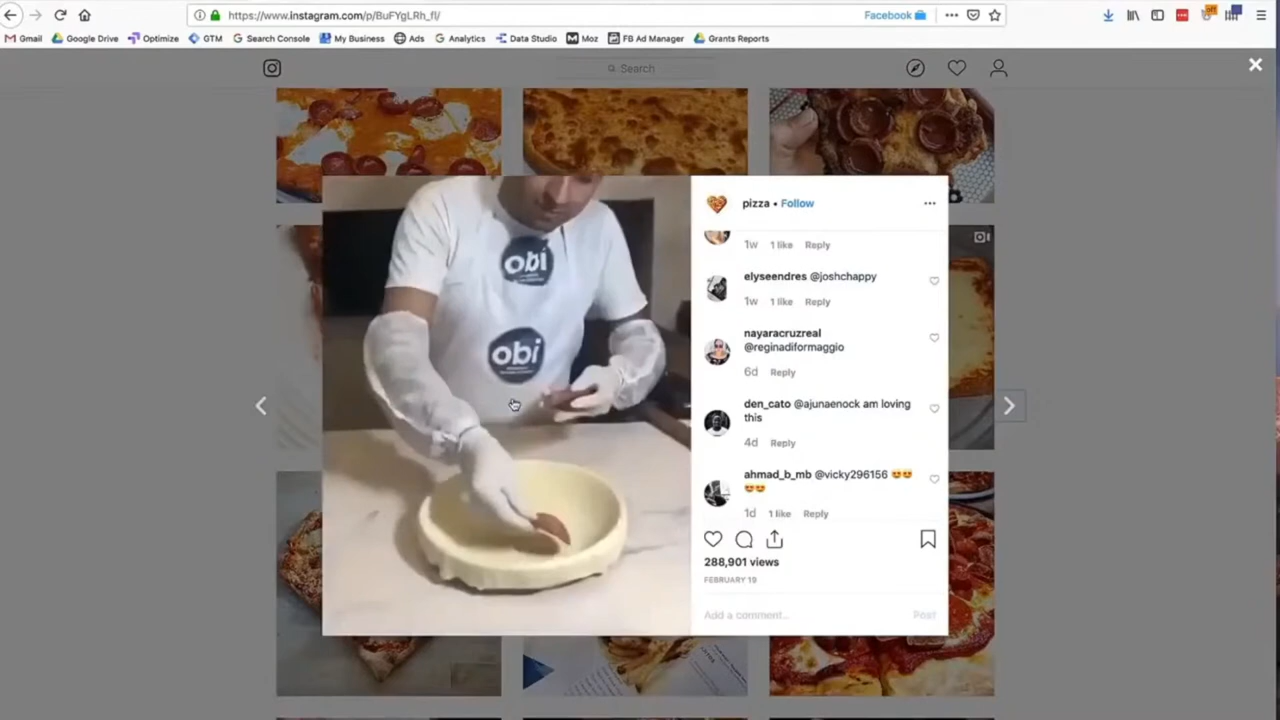 https://www.instagram.com/p/BuFYgLRh_fl/
Facebook
off
Gmail
Google Drive
Optimize
GTM
Search Console
My Business
Ads
Analytics
Data Studio
Moz
FB Ad Manager
Grants Reports
Search
pizza • Follow
1w 1 like Reply
elyseendres @joshchappy
1w 1 like Reply
nayaracruzreal
@reginadiformaggio
6d Reply
den_cato @ajunaenock am loving
this
4d Reply
ahmad_b_mb @vicky296156 😍😍
😍😍
1d 1 like Reply
288,901 views
FEBRUARY 19
Add a comment...
Post
obi
obi